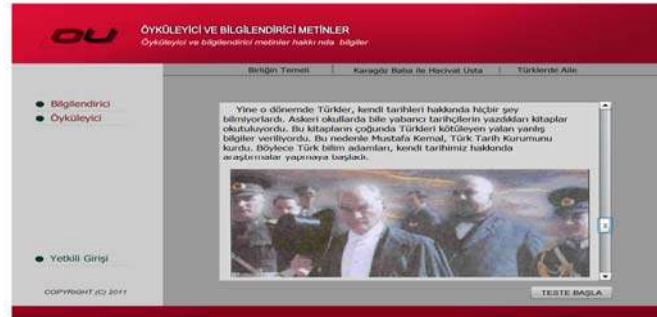 OU
ÖYKÜLEYİCİ VE BİLGİLENDİRİCİ METİNLER
Öyküleyici ve bilgilendirici metinler hakkında bilgiler
Birliğin Temeli | Karagöz Baba ile Hacivat Usta | Türklerde Aile
Bilgilendirici
Öyküleyici
Yine o dönemde Türkler, kendi tarihleri hakkında hiçbir şey
bilmiyorlardı. Askeri okullarda bile yabancı tarihçilerin yazdıkları kitaplar
okutuluyordu. Bu kitapların çoğunda Türkleri kötüleyen yalan yanlış
bilgiler veriliyordu. Bu nedenle Mustafa Kemal, Türk Tarih Kurumunu
kurdu. Böylece Türk bilim adamları, kendi tarihimiz hakkında
araştırmalar yapmaya başladı.
Yetkili Girişi
COPYRIGHT (C) 2011
TESTE BAŞLA